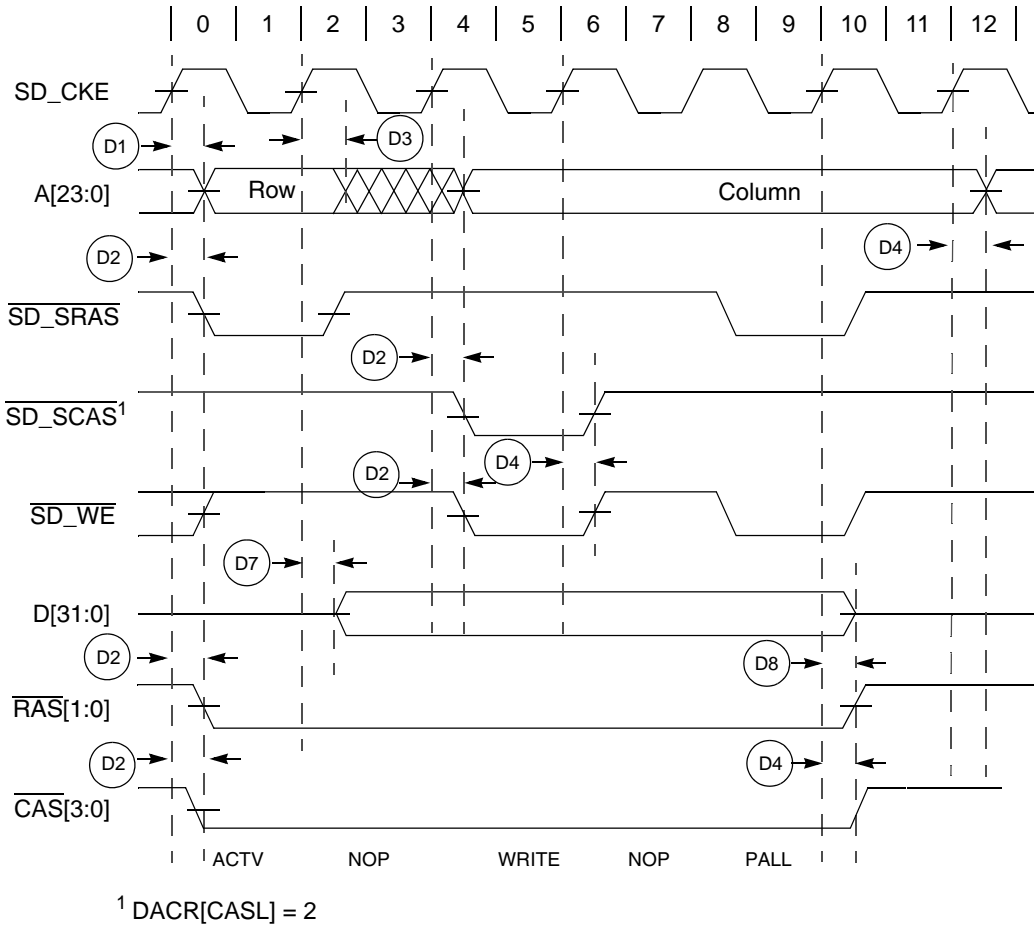 0 1 2 3 4 5 6 7 8 9 10 11 12
SD_CKE
D1
D3
A[23:0]
Row
Column
D2
D4
SD_SRAS
D2
SD_SCAS1
D2
D4
SD_WE
D7
D[31:0]
D2
D8
RAS[1:0]
D2
D4
CAS[3:0]
ACTV NOP WRITE NOP PALL
1 DACR[CASL] = 2